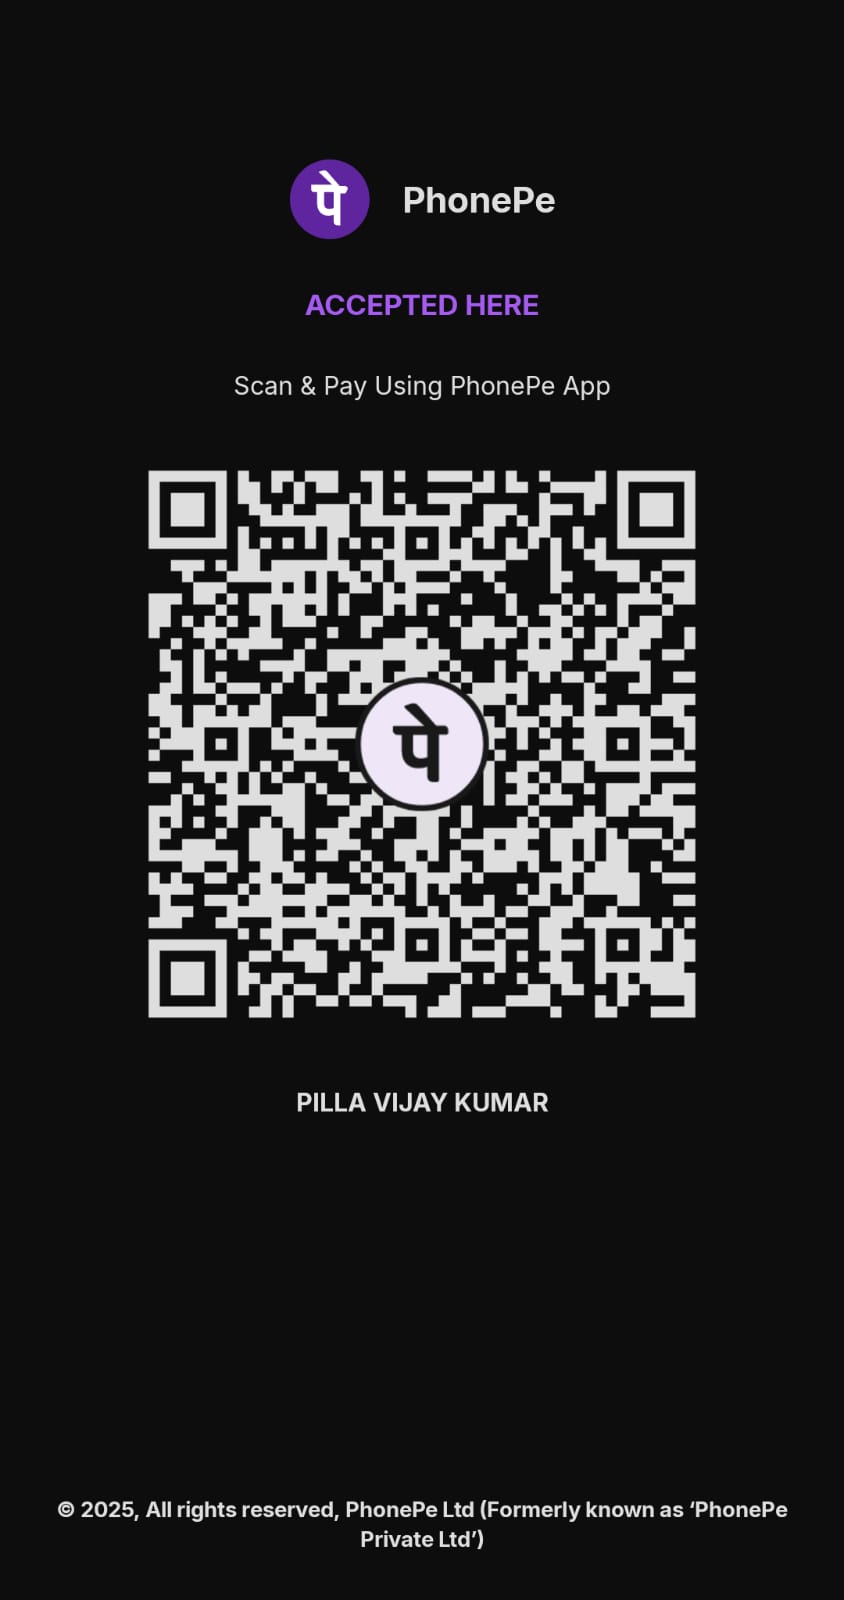 पे PhonePe
ACCEPTED HERE
Scan & Pay Using PhonePe App
पे
PILLA VIJAY KUMAR
© 2025, All rights reserved, PhonePe Ltd (Formerly known as ‘PhonePe
Private Ltd’)